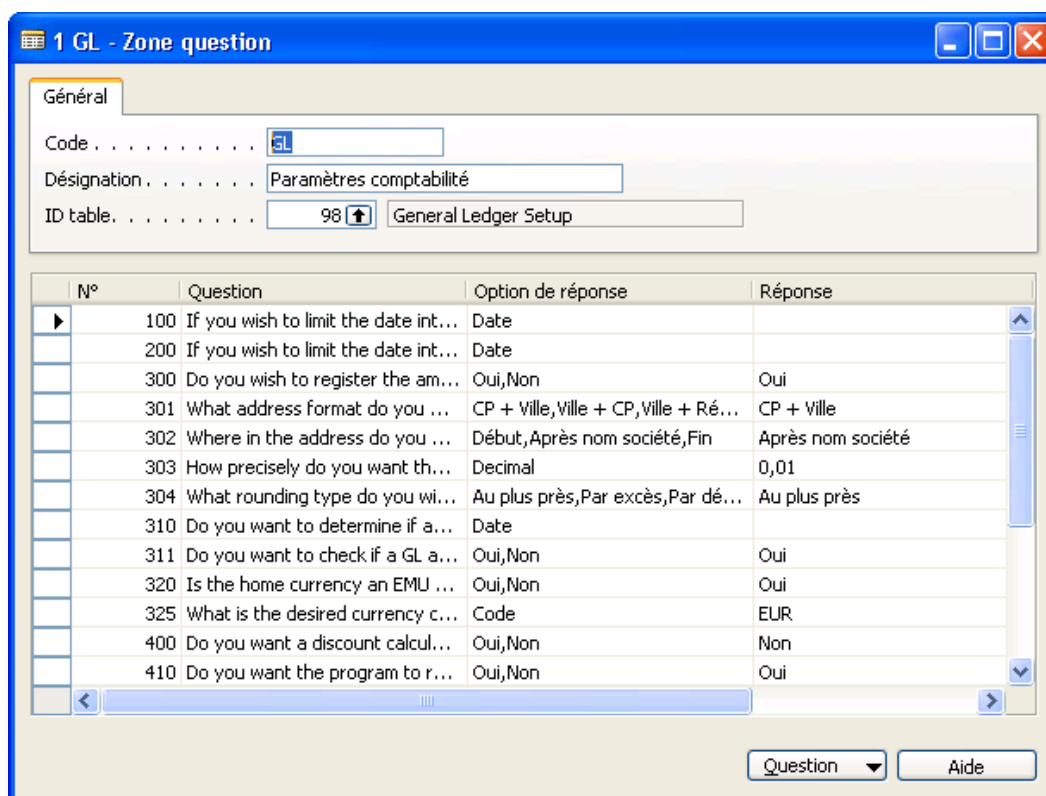 1 GL - Zone question
Général
Code . . . . . . . . . . GL
Désignation . . . . . . . Paramètres comptabilité
ID table. . . . . . . . . 98 General Ledger Setup
N° Question Option de réponse Réponse
100 If you wish to limit the date int... Date
200 If you wish to limit the date int... Date
300 Do you wish to register the am... Oui,Non Oui
301 What address format do you ... CP + Ville,Ville + CP,Ville + Ré... CP + Ville
302 Where in the address do you ... Début,Après nom société,Fin Après nom société
303 How precisely do you want th... Decimal 0,01
304 What rounding type do you wi... Au plus près,Par excès,Par dé... Au plus près
310 Do you want to determine if a... Date
311 Do you want to check if a GL a... Oui,Non Oui
320 Is the home currency an EMU ... Oui,Non Oui
325 What is the desired currency c... Code EUR
400 Do you want a discount calcul... Oui,Non Non
410 Do you want the program to r... Oui,Non Oui
Question Aide